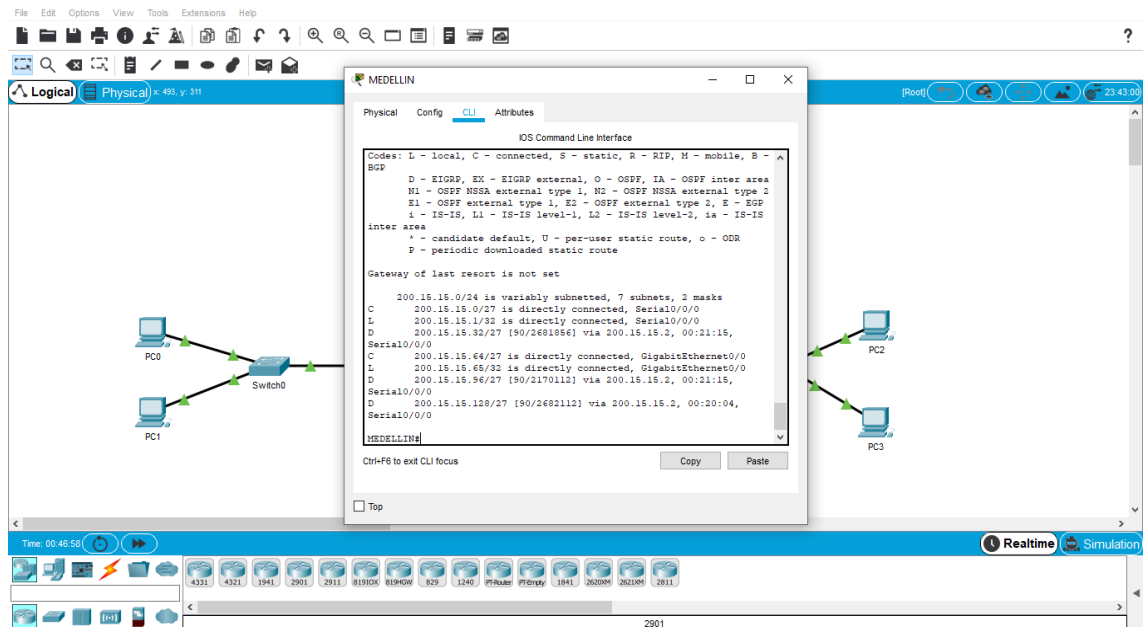 File Edit Options View Tools Extensions Help
?
Logical Physical x: 493, y: 311 [Root] 23:43:00
MEDELLIN
Physical Config CLI Attributes
IOS Command Line Interface
Codes: L - local, C - connected, S - static, R - RIP, M - mobile, B -
BGP
D - EIGRP, EX - EIGRP external, O - OSPF, IA - OSPF inter area
N1 - OSPF NSSA external type 1, N2 - OSPF NSSA external type 2
E1 - OSPF external type 1, E2 - OSPF external type 2, E - EGP
i - IS-IS, L1 - IS-IS level-1, L2 - IS-IS level-2, ia - IS-IS
inter area
* - candidate default, U - per-user static route, o - ODR
P - periodic downloaded static route
Gateway of last resort is not set
200.15.15.0/24 is variably subnetted, 7 subnets, 2 masks
C 200.15.15.0/27 is directly connected, Serial0/0/0
L 200.15.15.1/32 is directly connected, Serial0/0/0
D 200.15.15.32/27 [90/2681856] via 200.15.15.2, 00:21:15,
Serial0/0/0
C 200.15.15.64/27 is directly connected, GigabitEthernet0/0
L 200.15.15.65/32 is directly connected, GigabitEthernet0/0
D 200.15.15.96/27 [90/2170112] via 200.15.15.2, 00:21:15,
Serial0/0/0
D 200.15.15.128/27 [90/2682112] via 200.15.15.2, 00:20:04,
Serial0/0/0
MEDELLIN#
Ctrl+F6 to exit CLI focus Copy Paste
Top
PC0
Switch0
PC1
PC2
PC3
Time: 00:46:58 Realtime Simulation
4331 4321 1941 2901 2911 819IOX 819HGW 829 1240 PT-Router PT-Empty 1841 2620XM 2621XM 2811
2901